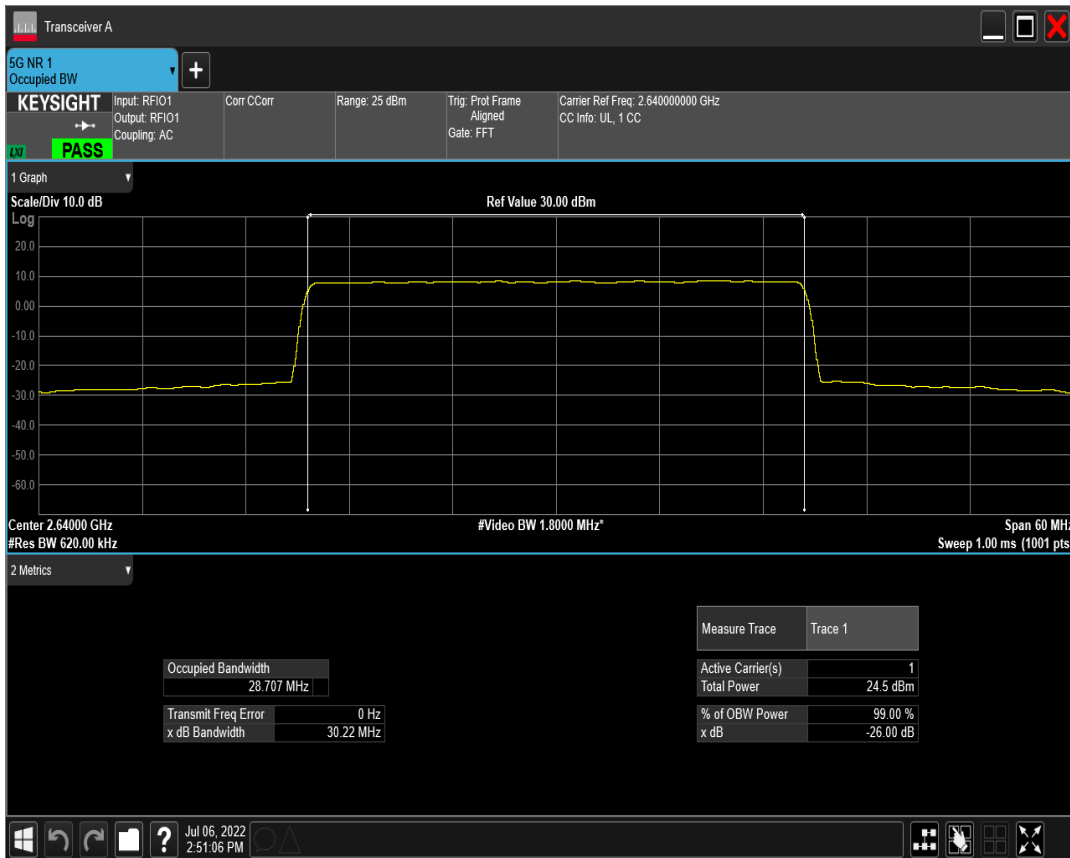 Transceiver A
5G NR 1
Occupied BW
KEYSIGHT
LXI
PASS
Input: RFIO1
Output: RFIO1
Coupling: AC
Corr CCorr
Range: 25 dBm
Trig: Prot Frame
Aligned
Gate: FFT
Carrier Ref Freq: 2.640000000 GHz
CC Info: UL, 1 CC
1 Graph
Scale/Div 10.0 dB
Ref Value 30.00 dBm
Log
20.0
10.0
0.00
-10.0
-20.0
-30.0
-40.0
-50.0
-60.0
Center 2.64000 GHz
#Video BW 1.8000 MHz*
Span 60 MHz
#Res BW 620.00 kHz
Sweep 1.00 ms (1001 pts
2 Metrics
Measure Trace Trace 1
Occupied Bandwidth
28.707 MHz
Active Carrier(s) 1
Total Power 24.5 dBm
Transmit Freq Error 0 Hz
x dB Bandwidth 30.22 MHz
% of OBW Power 99.00 %
x dB -26.00 dB
?
Jul 06, 2022
2:51:06 PM